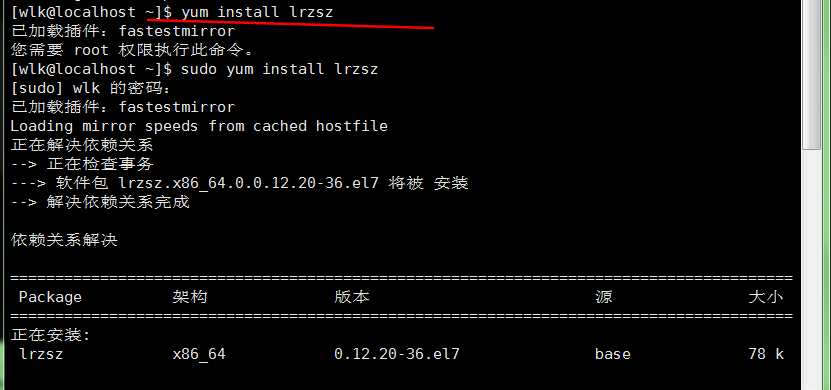 [wlk@localhost ~]$ yum install lrzsz
已加载插件：fastestmirror
您需要 root 权限执行此命令。
[wlk@localhost ~]$ sudo yum install lrzsz
[sudo] wlk 的密码：
已加载插件：fastestmirror
Loading mirror speeds from cached hostfile
正在解决依赖关系
--> 正在检查事务
---> 软件包 lrzsz.x86_64.0.0.12.20-36.el7 将被 安装
--> 解决依赖关系完成
依赖关系解决
================================================================================
Package 架构 版本 源 大小
================================================================================
正在安装:
lrzsz x86_64 0.12.20-36.el7 base 78 k